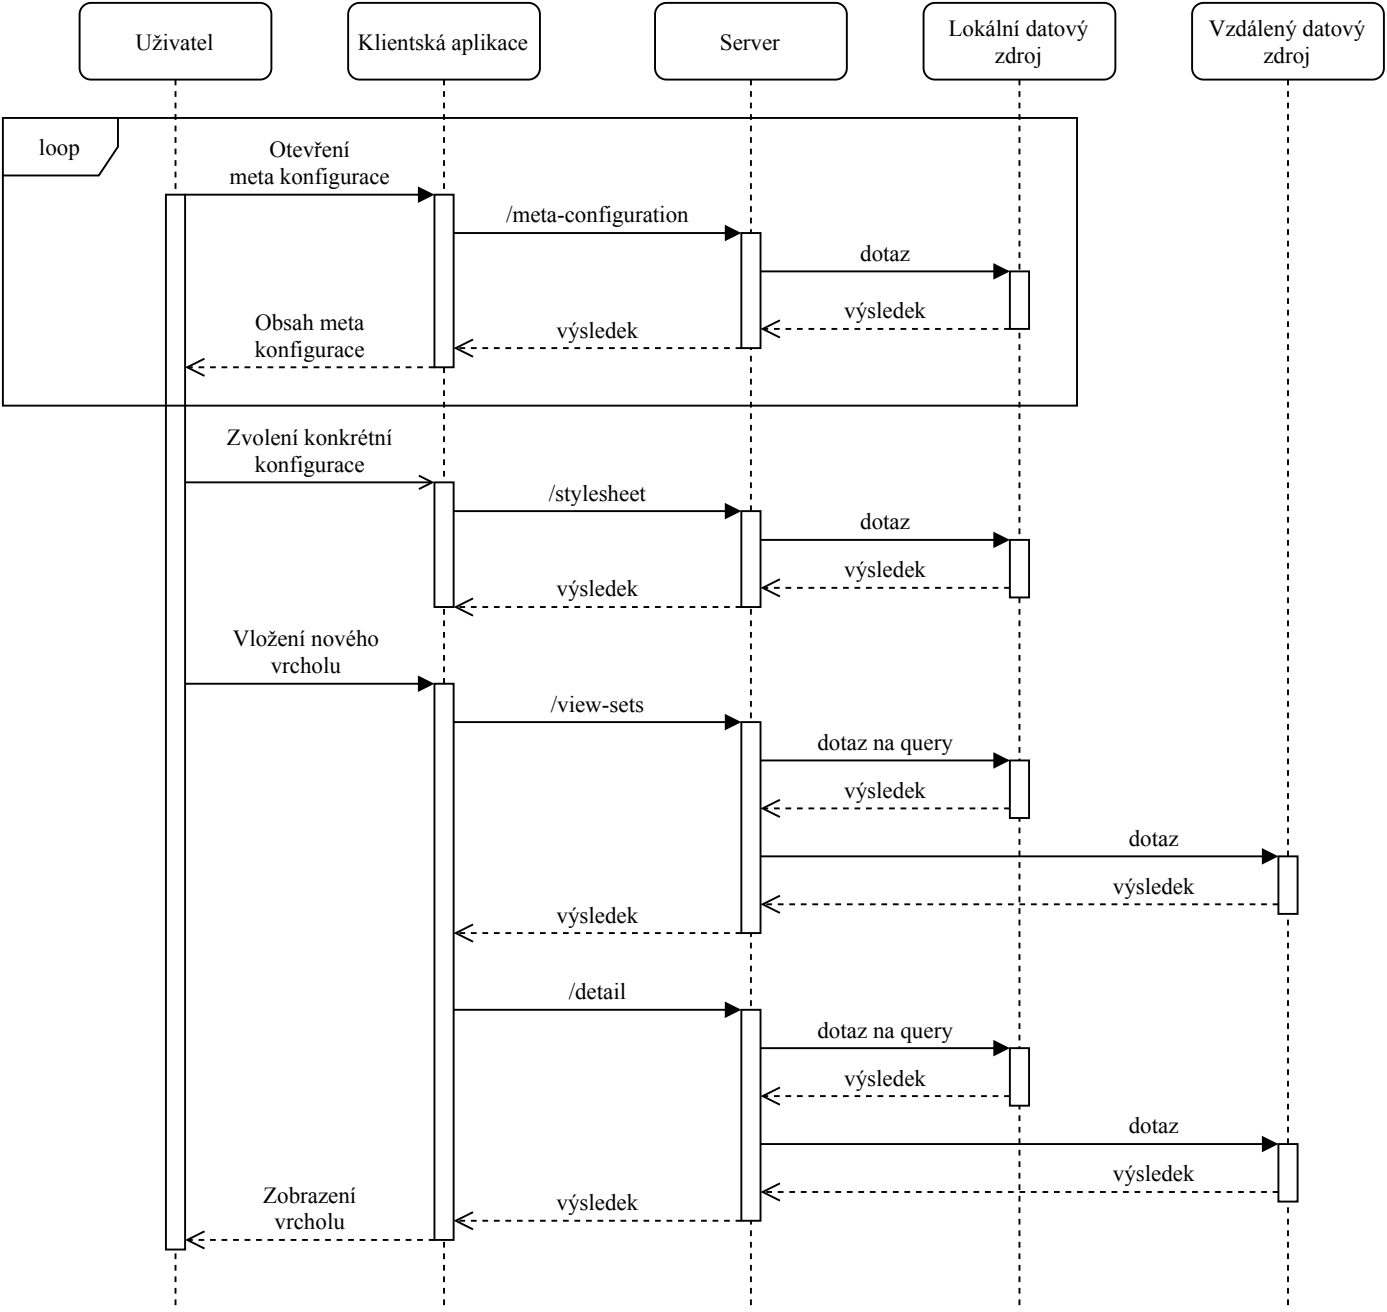 Uživatel
Klientská aplikace
Server
Lokální datový
zdroj
Vzdálený datový
zdroj
loop
Otevření
meta konfigurace
/meta-configuration
dotaz
výsledek
výsledek
Obsah meta
konfigurace
Zvolení konkrétní
konfigurace
/stylesheet
dotaz
výsledek
výsledek
Vložení nového
vrcholu
/view-sets
dotaz na query
výsledek
dotaz
výsledek
výsledek
/detail
dotaz na query
výsledek
dotaz
výsledek
výsledek
Zobrazení
vrcholu